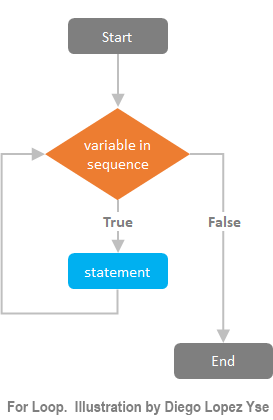 Start
variable in
sequence
True
False
statement
End
For Loop. Illustration by Diego Lopez Yse